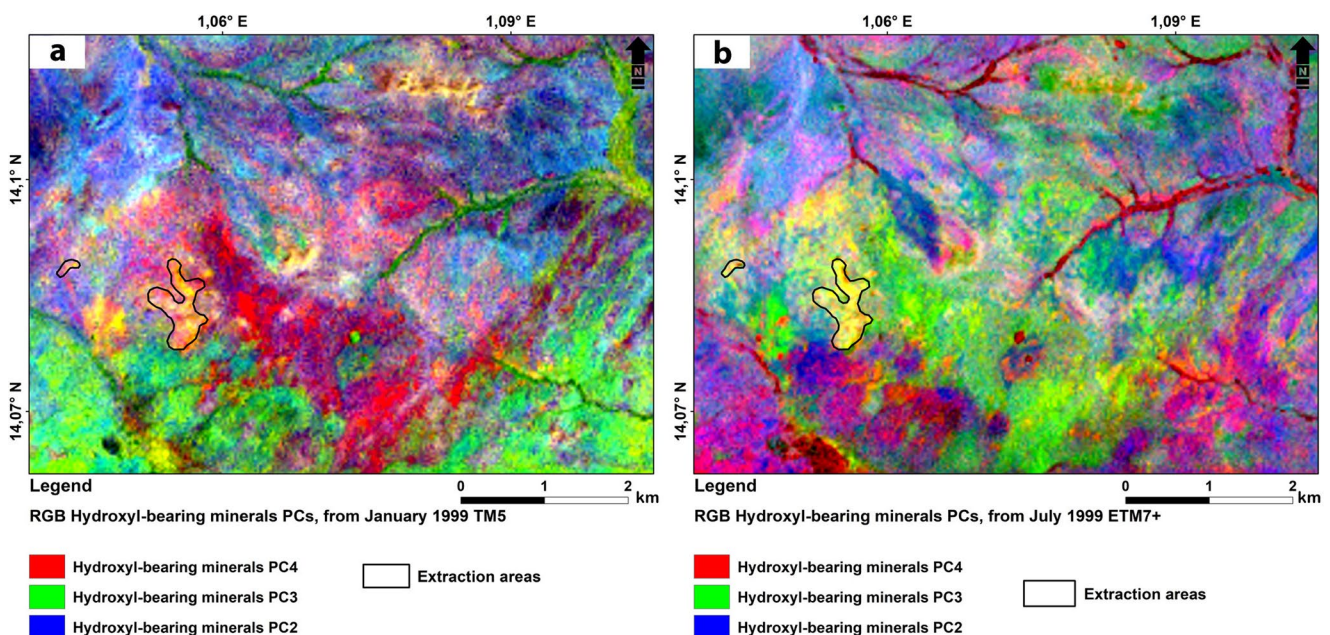 1,06° E 1,09° E
a
N
14,1° N
14,07° N
Legend
0 1 2 km
RGB Hydroxyl-bearing minerals PCs, from January 1999 TM5
Hydroxyl-bearing minerals PC4
Hydroxyl-bearing minerals PC3
Hydroxyl-bearing minerals PC2
Extraction areas
1,06° E 1,09° E
b
N
14,1° N
14,07° N
Legend
0 1 2 km
RGB Hydroxyl-bearing minerals PCs, from July 1999 ETM7+
Hydroxyl-bearing minerals PC4
Hydroxyl-bearing minerals PC3
Hydroxyl-bearing minerals PC2
Extraction areas